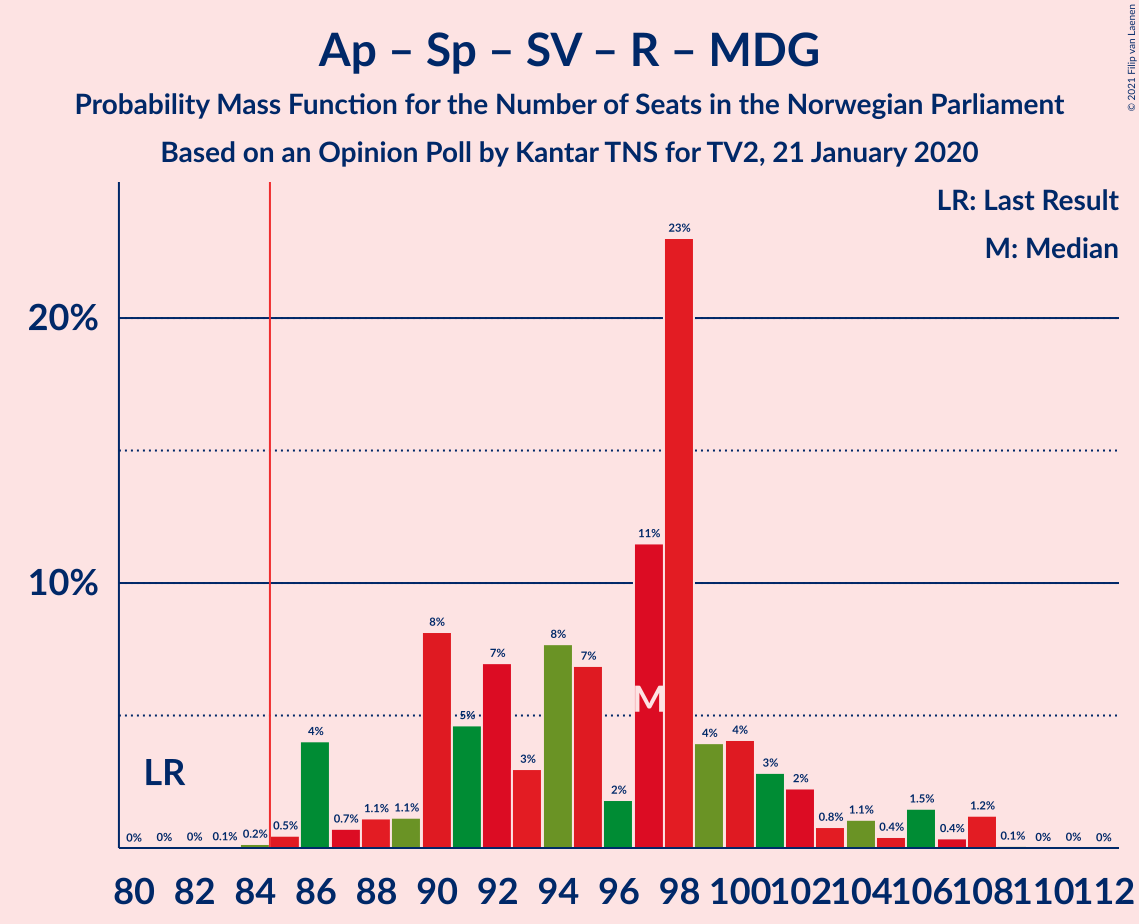 Ap – Sp – SV – R – MDG
Probability Mass Function for the Number of Seats in the Norwegian Parliament
Based on an Opinion Poll by Kantar TNS for TV2, 21 January 2020
© 2021 Filip van Laenen
LR: Last Result
M: Median
20%
10%
LR
M
0% 0% 0% 0.1% 0.2% 0.5% 4% 0.7% 1.1% 1.1% 8% 5% 7% 3% 8% 7% 2% 11% 23% 4% 4% 3% 2% 0.8% 1.1% 0.4% 1.5% 0.4% 1.2% 0.1% 0% 0% 0%
80 82 84 86 88 90 92 94 96 98 100 102 104 106 108 110 112